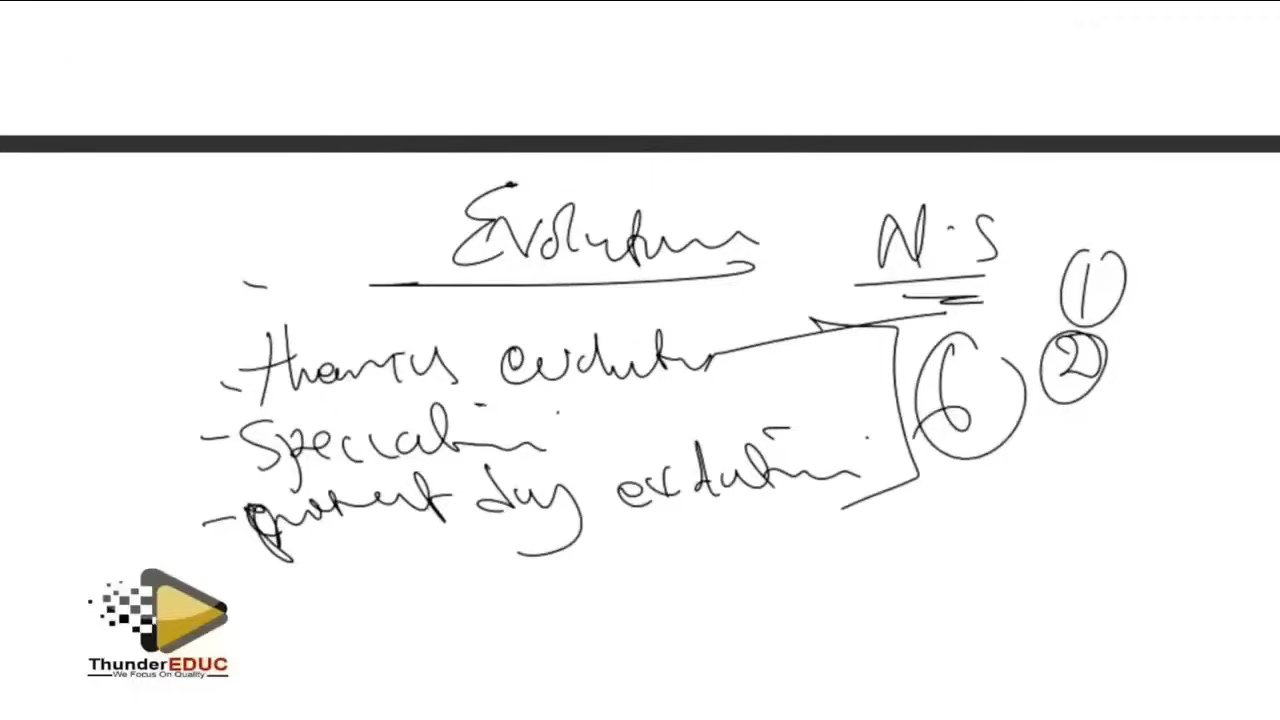 Evolution N.S
①
- theories evolution
②
- Speciation
6
- present day evolution
ThunderEDUC
We Focus On Quality